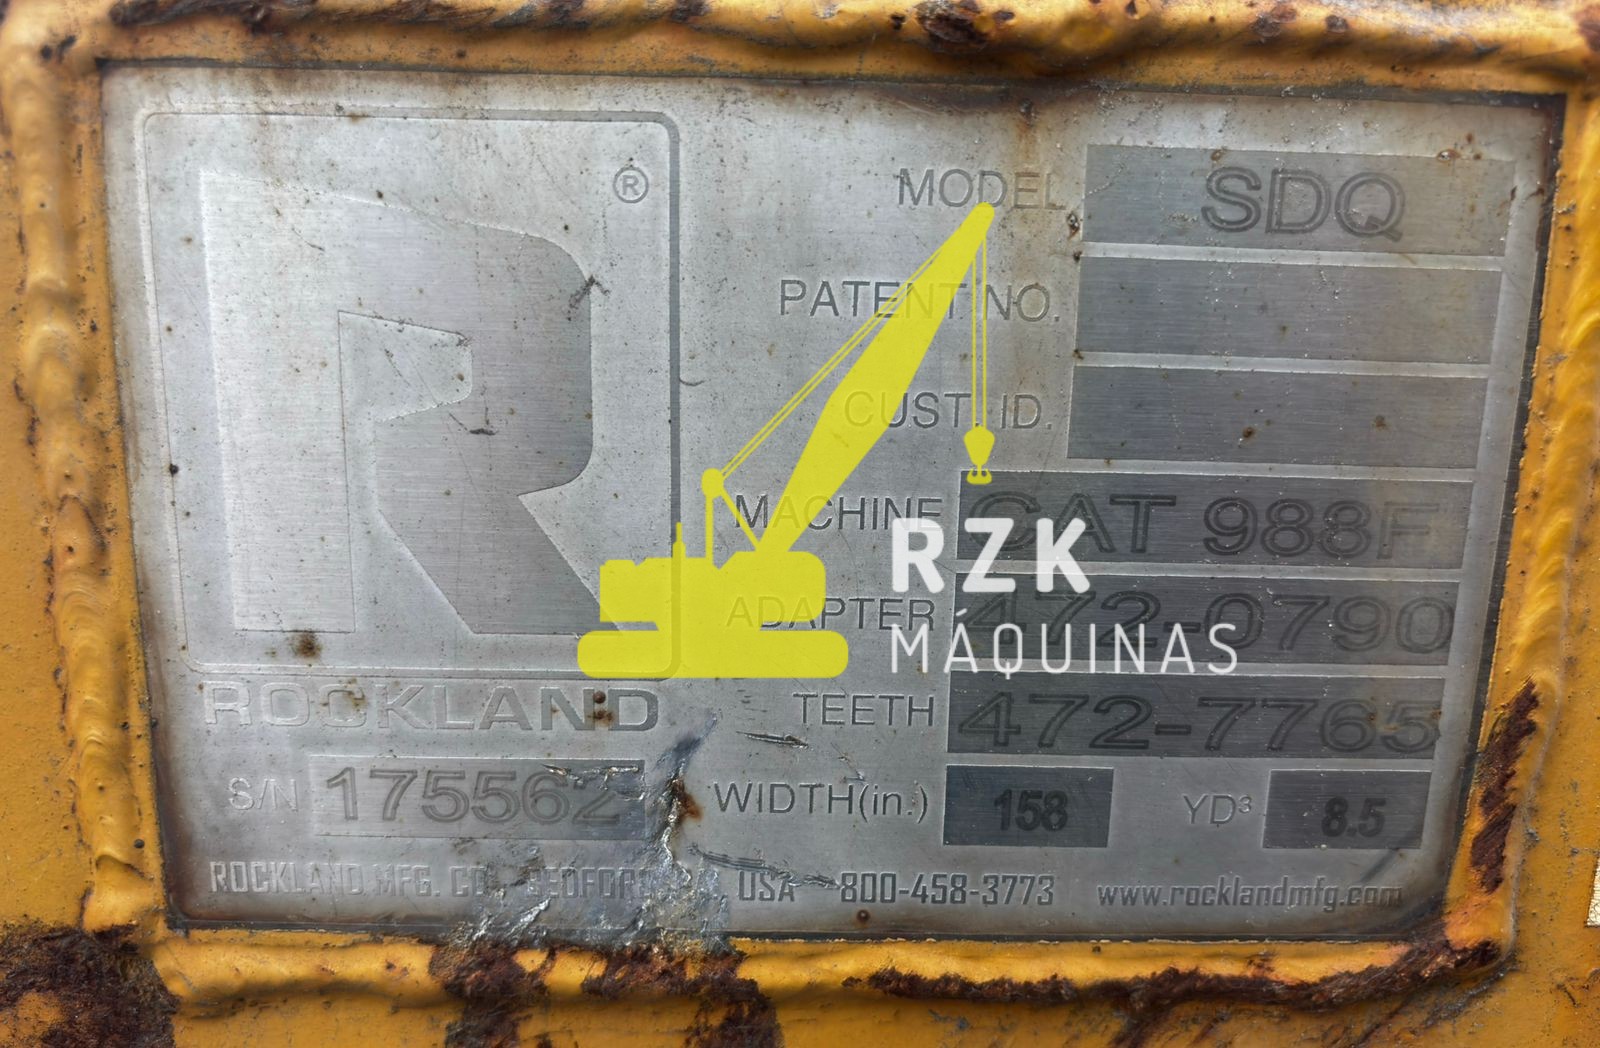 ®
MODEL SDQ
PATENT NO.
CUST. ID.
MACHINE CAT 988F
ADAPTER 472-0790
TEETH 472-7765
WIDTH(in.) 158 YD³ 8.5
ROCKLAND
S/N 175562
ROCKLAND MFG. CO. BEDFORD USA 800-458-3773 www.rocklandmfg.com
RZK
MÁQUINAS